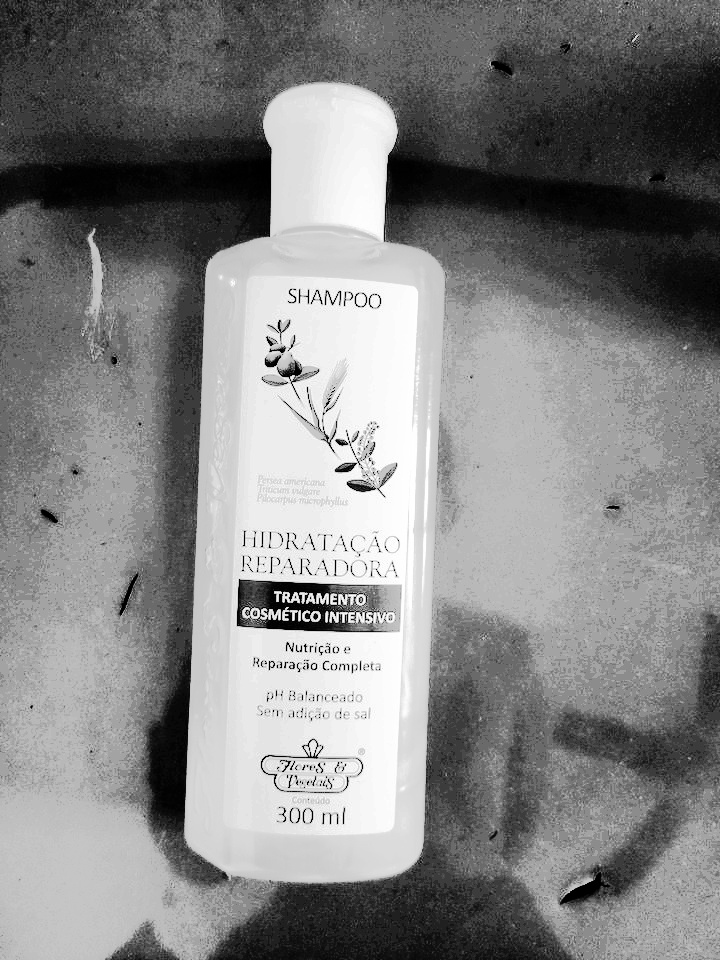 SHAMPOO
Persea americana
Triticum vulgare
Pilocarpus microphyllus
HIDRATAÇÃO
REPARADORA
TRATAMENTO
COSMÉTICO INTENSIVO
Nutrição e
Reparação Completa
pH Balanceado
Sem adição de sal
Flores &
Vegetais
®
Conteúdo
300 ml